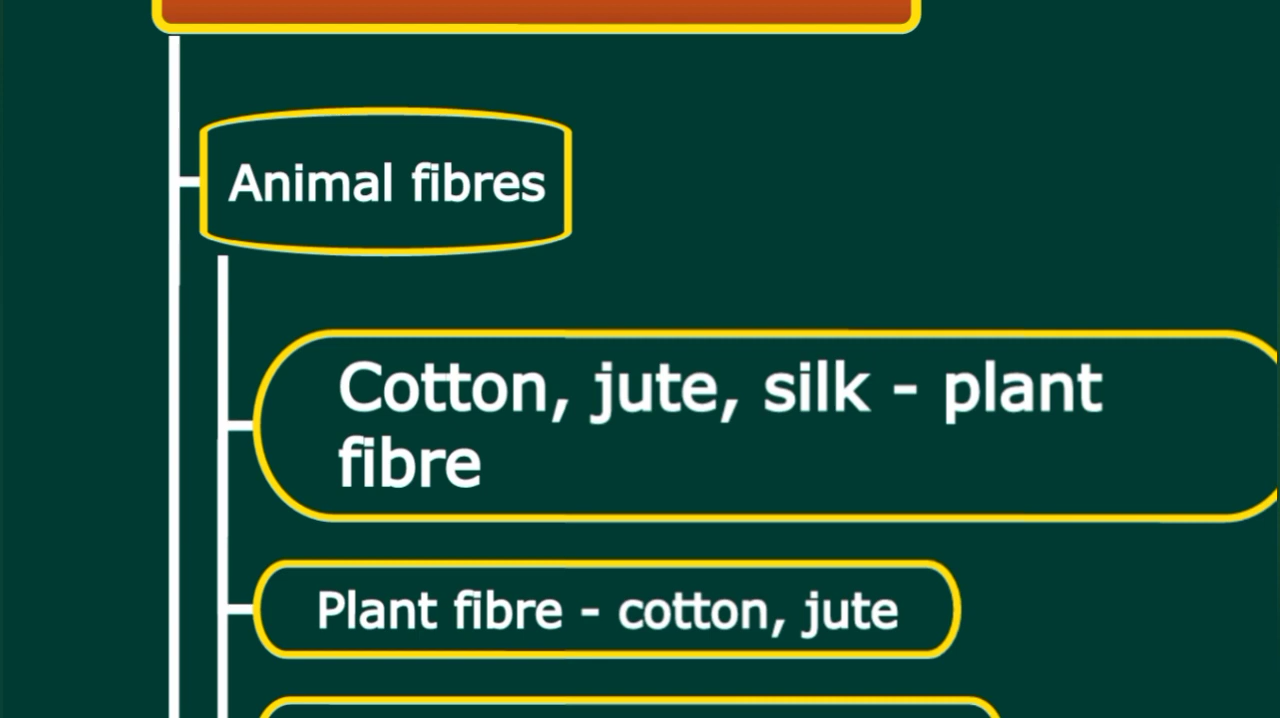 Animal fibres
Cotton, jute, silk - plant
fibre
Plant fibre - cotton, jute